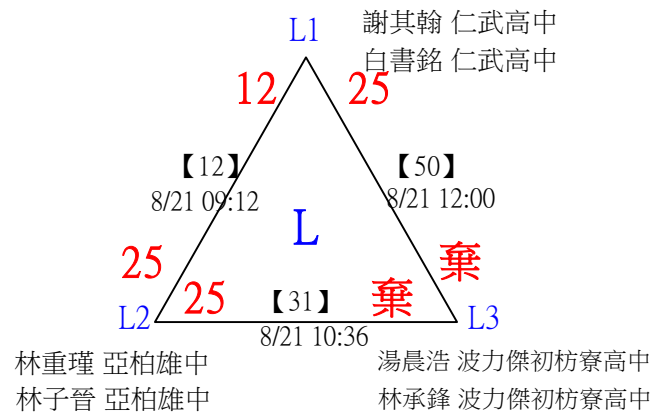 L1
謝其翰 仁武高中
白書銘 仁武高中
12
25
【12】
8/21 09:12
【50】
8/21 12:00
L
25
棄
25
【31】
棄
L2
8/21 10:36
L3
林重瑾 亞柏雄中
林子晉 亞柏雄中
湯晨浩 波力傑初枋寮高中
林承鋒 波力傑初枋寮高中